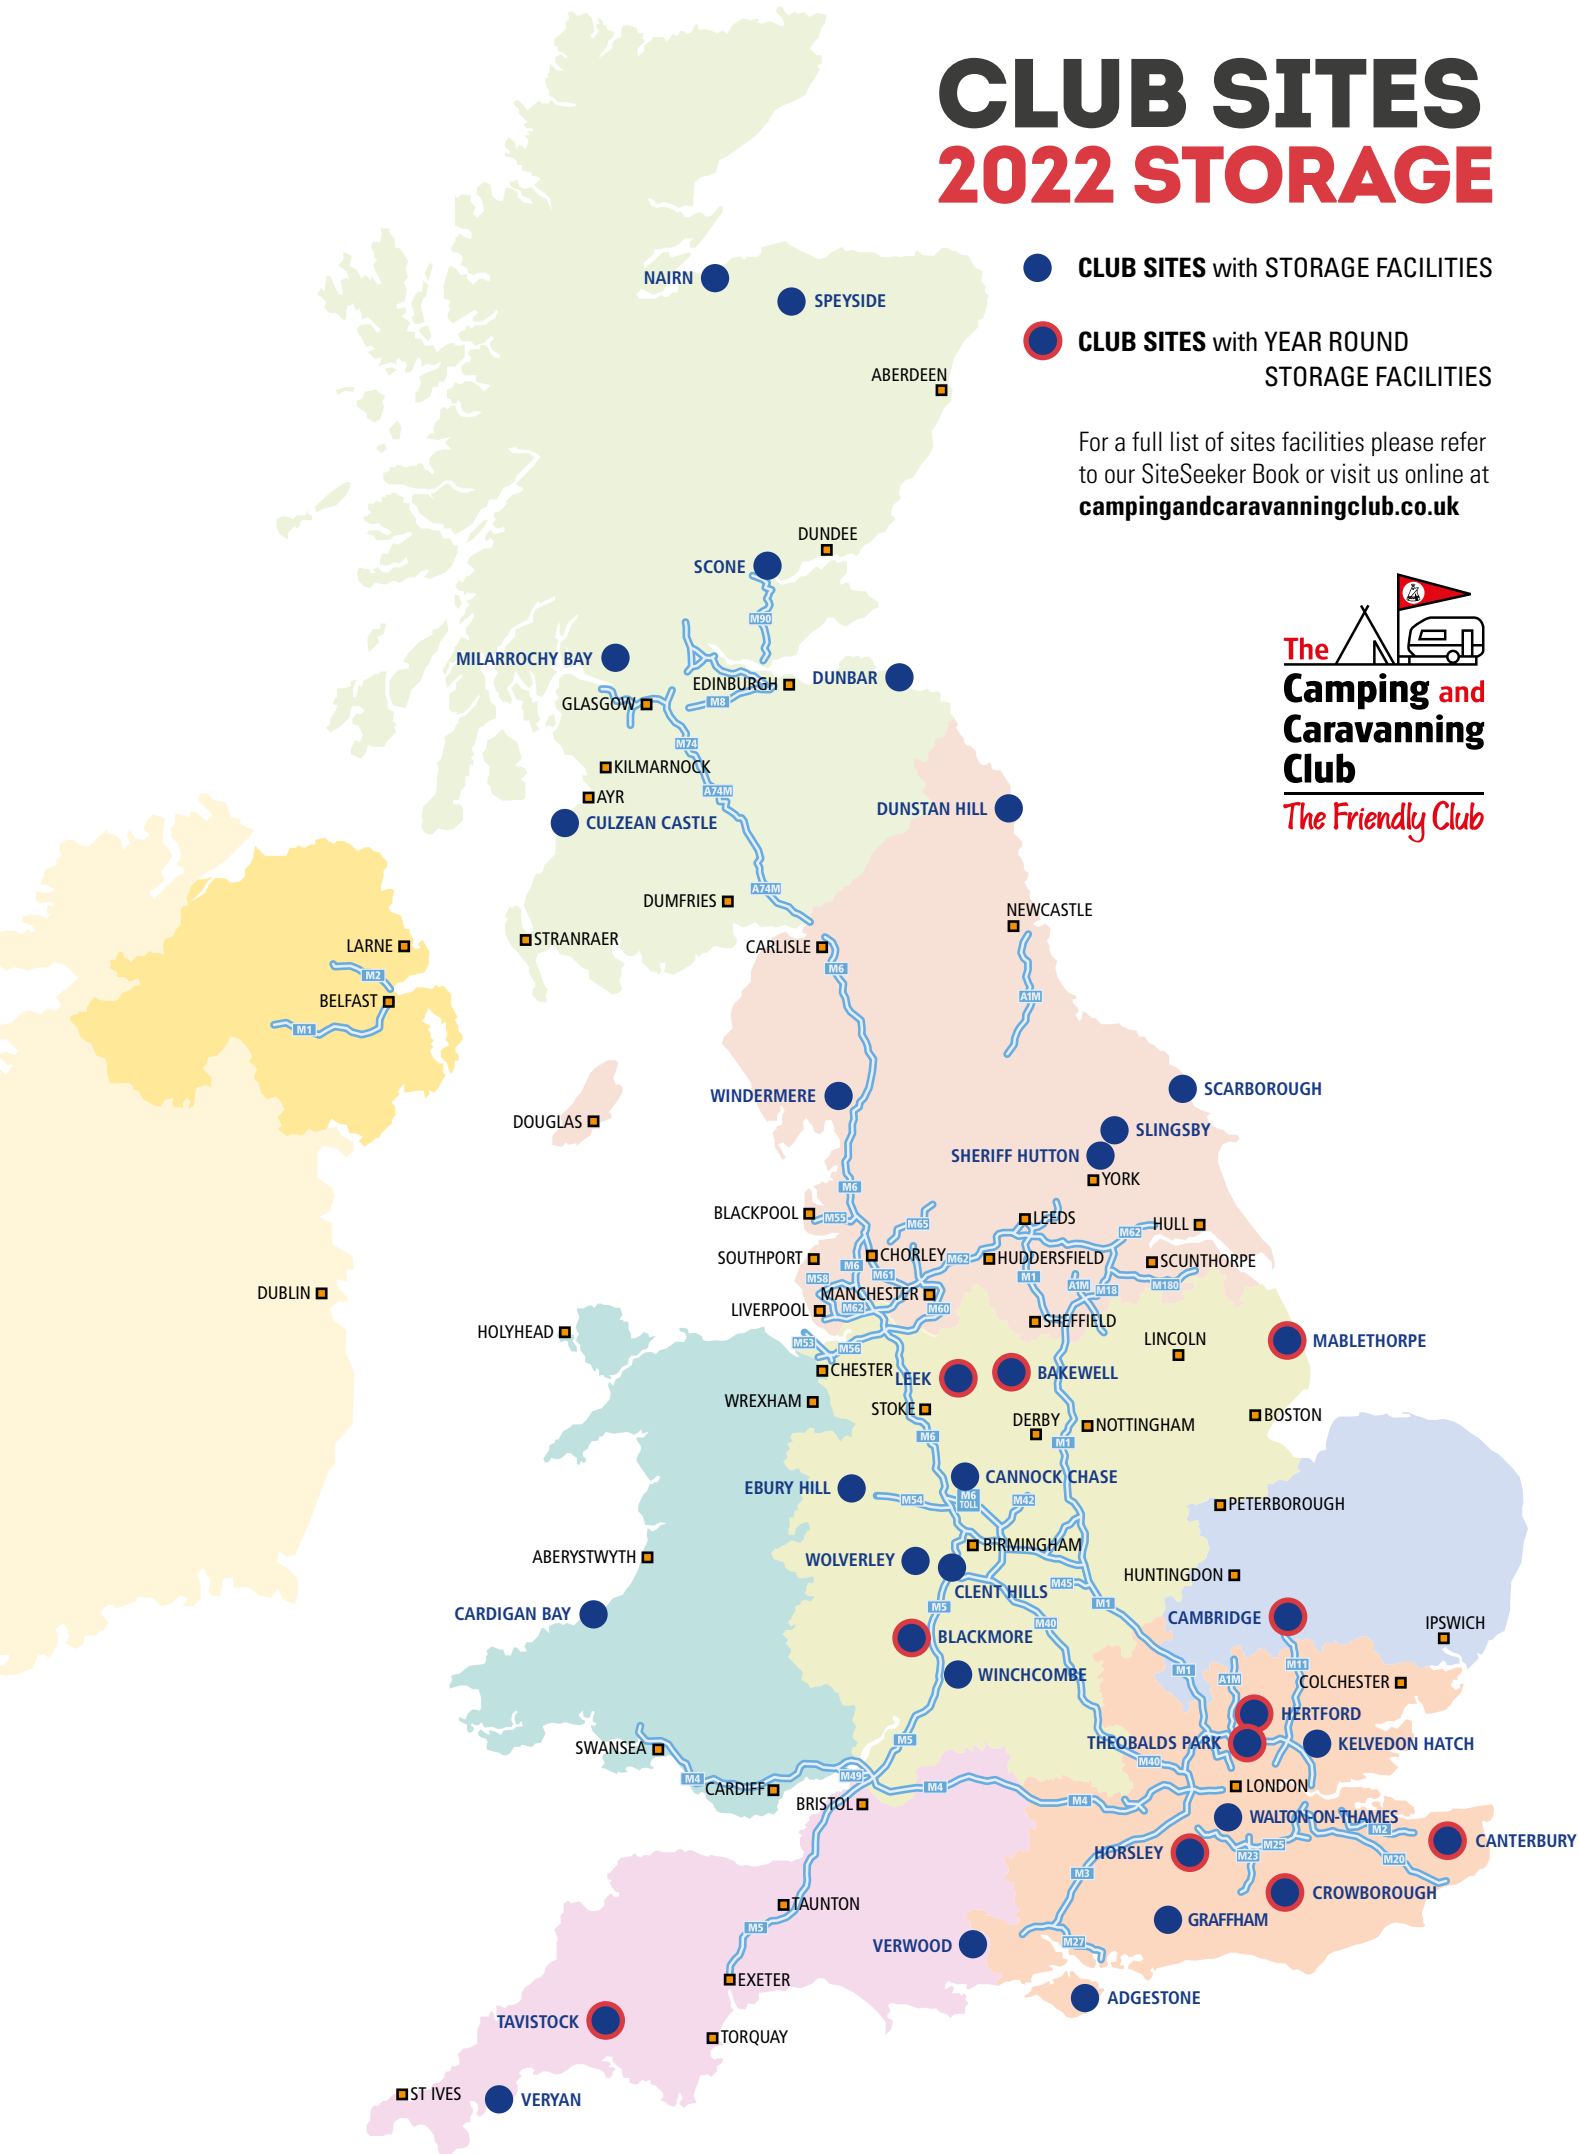 CLUB SITES
2022 STORAGE
CLUB SITES with STORAGE FACILITIES
CLUB SITES with YEAR ROUND
STORAGE FACILITIES
For a full list of sites facilities please refer
to our SiteSeeker Book or visit us online at
campingandcaravanningclub.co.uk
The
Camping and
Caravanning
Club
The Friendly Club
NAIRN
SPEYSIDE
ABERDEEN
DUNDEE
SCONE
M90
MILARROCHY BAY
EDINBURGH
DUNBAR
GLASGOW
M8
M74
KILMARNOCK
A74M
AYR
CULZEAN CASTLE
DUNSTAN HILL
A74M
DUMFRIES
NEWCASTLE
STRANRAER
LARNE
CARLISLE
M6
M2
BELFAST
A1M
M1
WINDERMERE
SCARBOROUGH
DOUGLAS
SLINGSBY
SHERIFF HUTTON
YORK
M6
BLACKPOOL
M55
M65
LEEDS
HULL
M62
SOUTHPORT
CHORLEY
M62
HUDDERSFIELD
SCUNTHORPE
M6
M58
M61
M1
A1M
M18
M180
DUBLIN
MANCHESTER
LIVERPOOL
M62
M60
SHEFFIELD
HOLYHEAD
M53
M56
LINCOLN
MABLETHORPE
CHESTER
LEEK
BAKEWELL
WREXHAM
STOKE
DERBY
NOTTINGHAM
BOSTON
M6
M1
CANNOCK CHASE
EBURY HILL
M54
M6
TOLL
M42
PETERBOROUGH
BIRMINGHAM
ABERYSTWYTH
WOLVERLEY
CLENT HILLS
M45
HUNTINGDON
M5
M1
CARDIGAN BAY
CAMBRIDGE
M40
IPSWICH
BLACKMORE
WINCHCOMBE
M1
M11
A1M
COLCHESTER
HERTFORD
SWANSEA
M5
THEOBALDS PARK
KELVEDON HATCH
M40
M4
M49
CARDIFF
M4
LONDON
BRISTOL
M4
WALTON-ON-THAMES
M2
CANTERBURY
M25
HORSLEY
M23
M20
M3
CROWBOROUGH
TAUNTON
GRAFFHAM
M5
VERWOOD
M27
EXETER
ADGESTONE
TAVISTOCK
TORQUAY
ST IVES
VERYAN